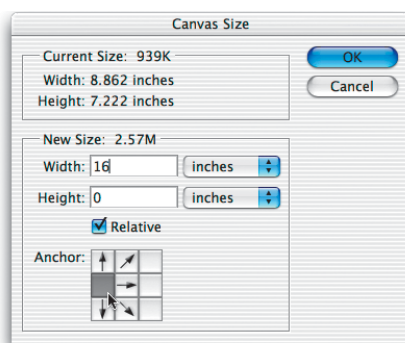 Canvas Size
Current Size: 939K
Width: 8.862 inches
Height: 7.222 inches
OK
Cancel
New Size: 2.57M
Width: 16 inches
Height: 0 inches
Relative
Anchor: